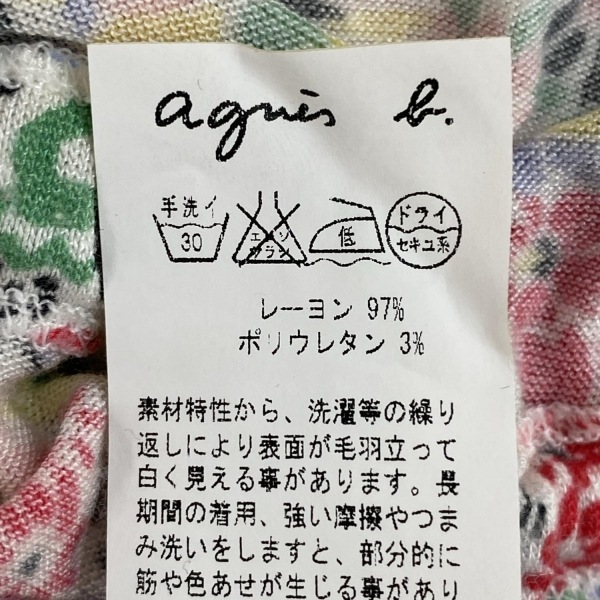 agnès b.
手洗イ
30
エンソ
サラシ
低
ドライ
セキユ系
レーヨン 97%
ポリウレタン 3%
素材特性から、洗濯等の繰り
返しにより表面が毛羽立って
白く見える事があります。長
期間の着用、強い摩擦やつま
み洗いをしますと、部分的に
筋や色あせが生じる事があり